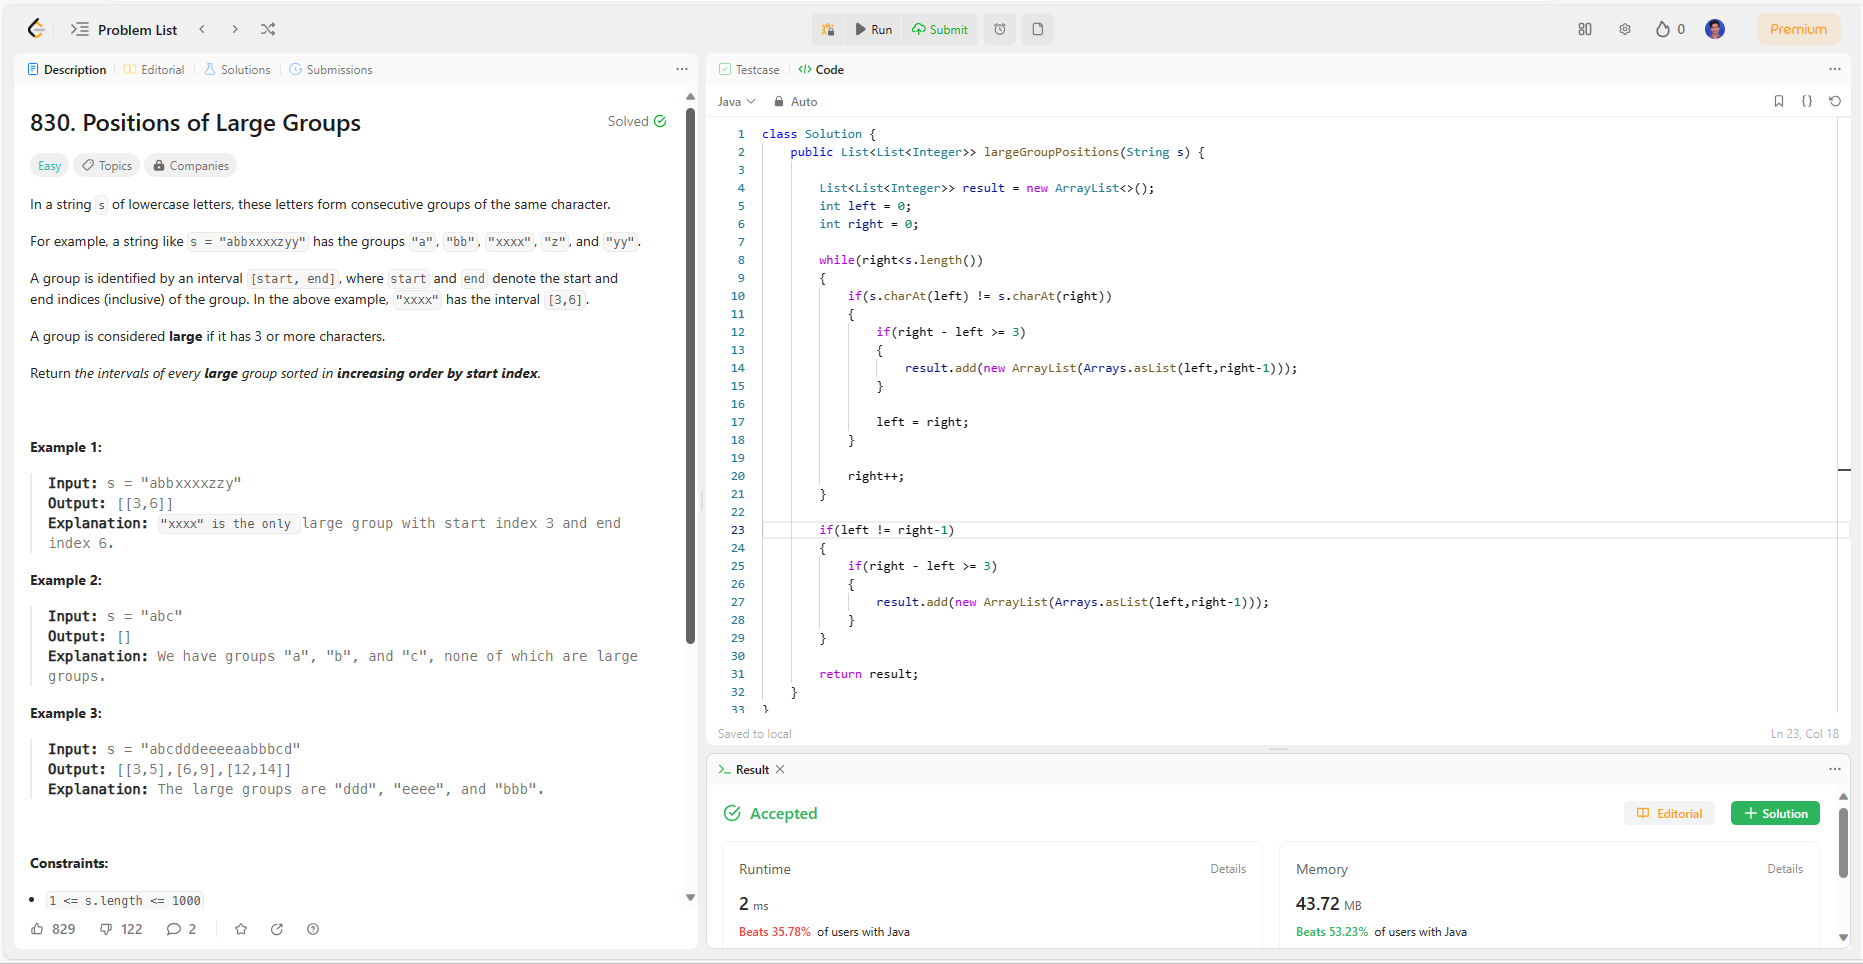 Problem List
Run
Submit
0
Premium
Description
Editorial
Solutions
Submissions
830. Positions of Large Groups
Solved
Easy
Topics
Companies
In a string s of lowercase letters, these letters form consecutive groups of the same character.
For example, a string like s = "abbxxxxzyy" has the groups "a", "bb", "xxxx", "z", and "yy".
A group is identified by an interval [start, end], where start and end denote the start and
end indices (inclusive) of the group. In the above example, "xxxx" has the interval [3,6].
A group is considered large if it has 3 or more characters.
Return the intervals of every large group sorted in increasing order by start index.
Example 1:
Input: s = "abbxxxxzzy"
Output: [[3,6]]
Explanation: "xxxx" is the only large group with start index 3 and end
index 6.
Example 2:
Input: s = "abc"
Output: []
Explanation: We have groups "a", "b", and "c", none of which are large
groups.
Example 3:
Input: s = "abcdddeeeeaabbbcd"
Output: [[3,5],[6,9],[12,14]]
Explanation: The large groups are "ddd", "eeee", and "bbb".
Constraints:
1 <= s.length <= 1000
829
122
2
Testcase
</> Code
Java
Auto
1 class Solution {
2     public List<List<Integer>> largeGroupPositions(String s) {
3
4         List<List<Integer>> result = new ArrayList<>();
5         int left = 0;
6         int right = 0;
7
8         while(right<s.length())
9         {
10             if(s.charAt(left) != s.charAt(right))
11             {
12                 if(right - left >= 3)
13                 {
14                     result.add(new ArrayList(Arrays.asList(left,right-1)));
15                 }
16
17                 left = right;
18             }
19
20             right++;
21         }
22
23         if(left != right-1)
24         {
25             if(right - left >= 3)
26             {
27                 result.add(new ArrayList(Arrays.asList(left,right-1)));
28             }
29         }
30
31         return result;
32     }
33 }
Saved to local
Ln 23, Col 18
Result
Accepted
Editorial
Solution
Runtime
Details
2 ms
Beats 35.78% of users with Java
Memory
Details
43.72 MB
Beats 53.23% of users with Java